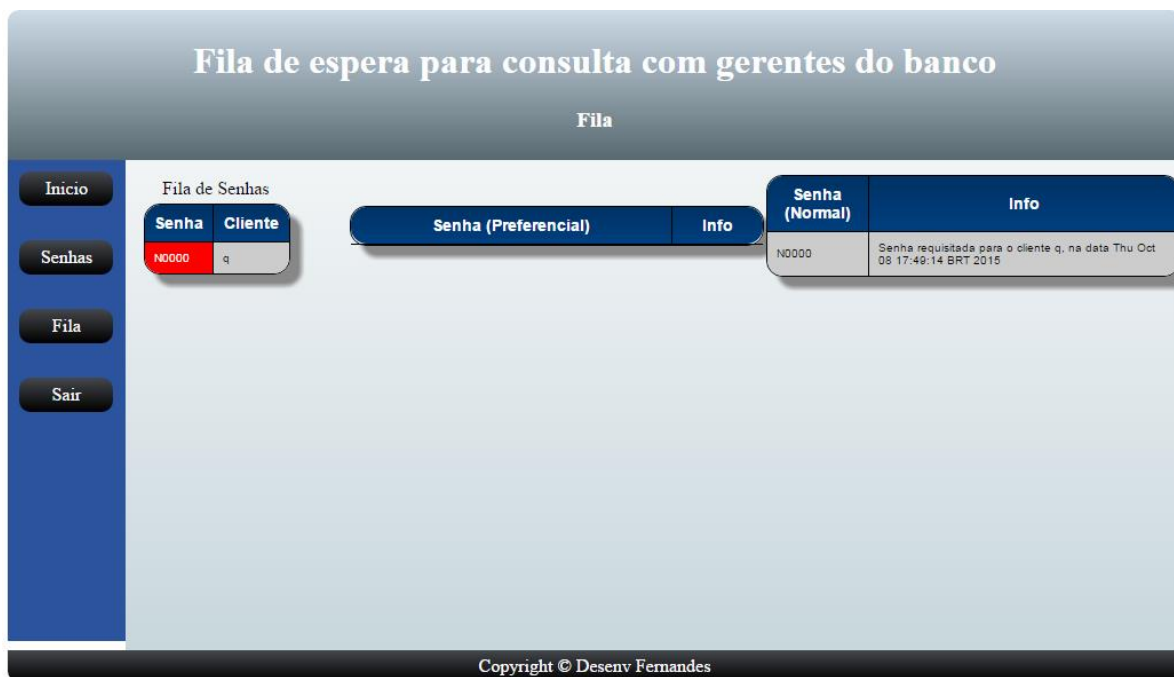 Fila de espera para consulta com gerentes do banco
Fila
Inicio
Senhas
Fila
Sair
Fila de Senhas
Senha Cliente
N0000 q
Senha (Preferencial) Info
Senha
(Normal)
Info
N0000
Senha requisitada para o cliente q, na data Thu Oct
08 17:49:14 BRT 2015
Copyright © Desenv Fernandes